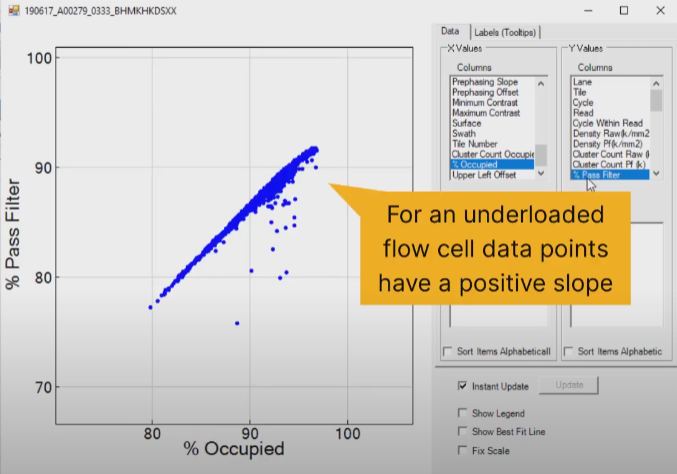 190617_A00279_0333_BHMKHKDSXX
Data
Labels (Tooltips)
X Values
Columns
Prephasing Slope
Prephasing Offset
Minimum Contrast
Maximum Contrast
Surface
Swath
Tile Number
Cluster Count Occupie
% Occupied
Upper Left Offset
Y Values
Columns
Lane
Tile
Cycle
Read
Cycle Within Read
Density Raw(k/mm2
Density Pf(k/mm2)
Cluster Count Raw (
Cluster Count Pf (k)
% Pass Filter
100
90
80
70
% Pass Filter
80
90
100
% Occupied
For an underloaded
flow cell data points
have a positive slope
Sort Items Alphabeticall
Sort Items Alphabetic
Instant Update
Update
Show Legend
Show Best Fit Line
Fix Scale